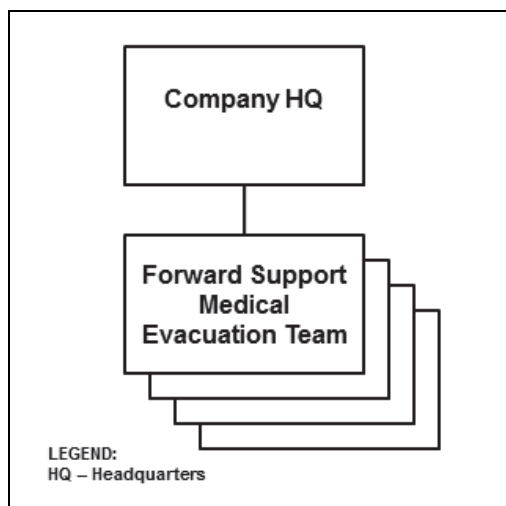 Company HQ
Forward Support
Medical
Evacuation Team
LEGEND:
HQ – Headquarters